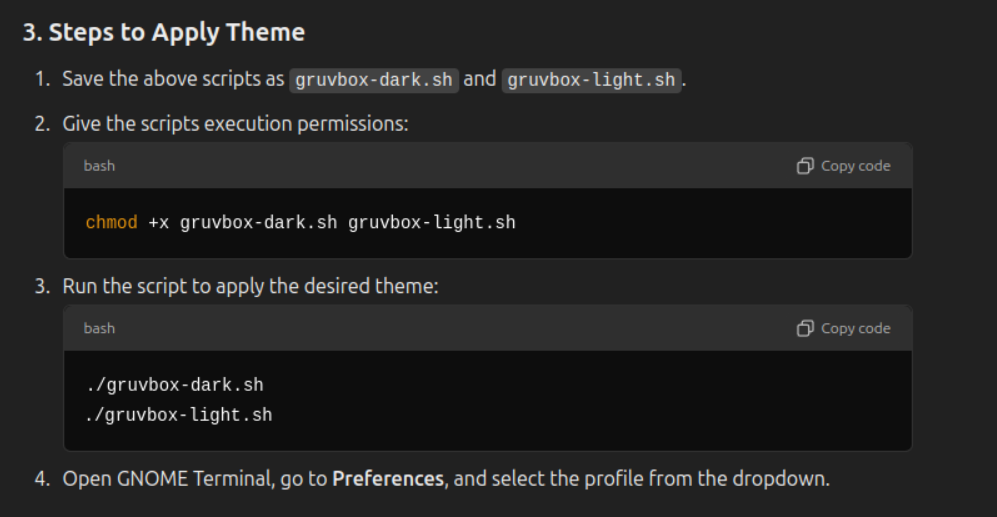 3. Steps to Apply Theme
1. Save the above scripts as gruvbox-dark.sh and gruvbox-light.sh.
2. Give the scripts execution permissions:
bash Copy code
chmod +x gruvbox-dark.sh gruvbox-light.sh
3. Run the script to apply the desired theme:
bash Copy code
./gruvbox-dark.sh
./gruvbox-light.sh
4. Open GNOME Terminal, go to Preferences, and select the profile from the dropdown.